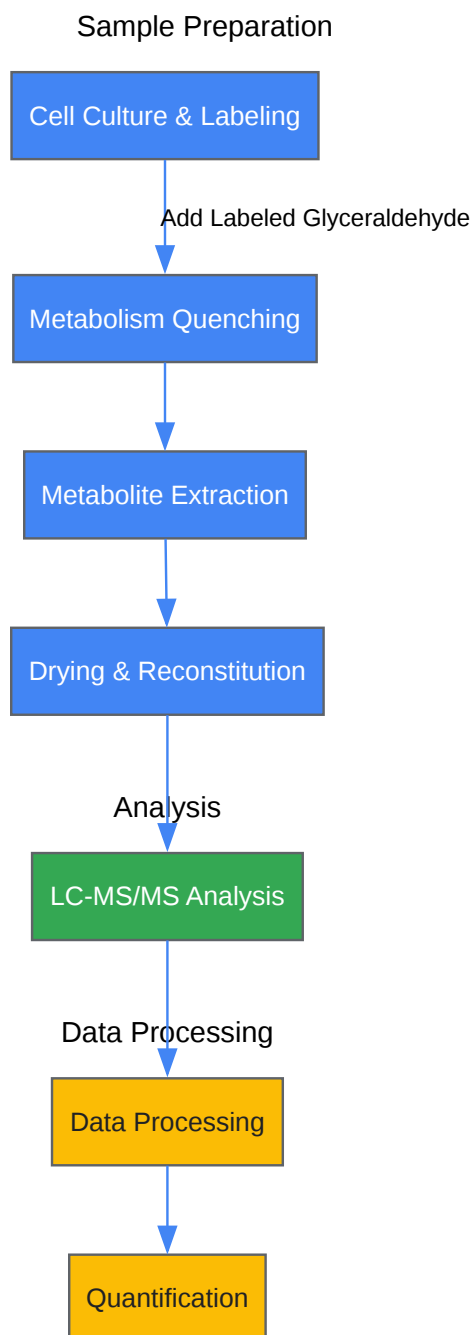 Sample Preparation
Cell Culture & Labeling
Add Labeled Glyceraldehyde
Metabolism Quenching
Metabolite Extraction
Drying & Reconstitution
Analysis
LC-MS/MS Analysis
Data Processing
Data Processing
Quantification